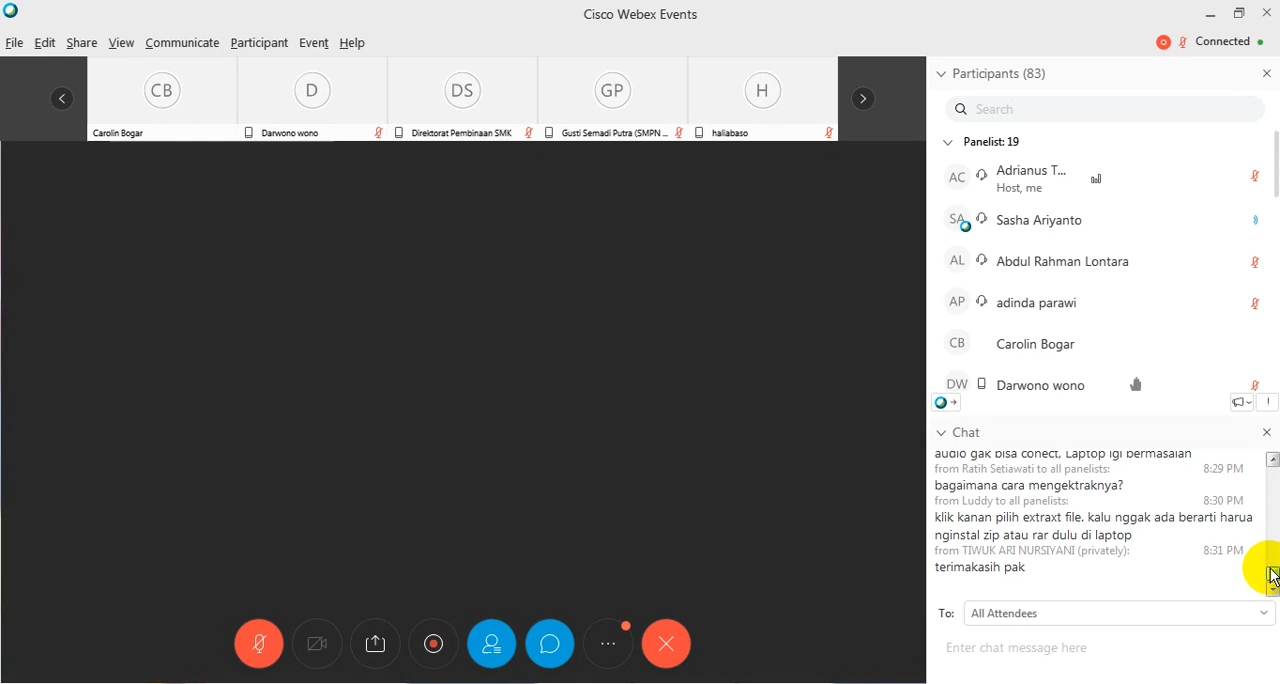 Cisco Webex Events
File Edit Share View Communicate Participant Event Help
Connected
CB D DS GP H
Carolin Bogar Darwono wono Direktorat Pembinaan SMK Gusti Semadi Putra (SMPN ... haliabaso
Participants (83)
Search
Panelist: 19
AC Adrianus T...
Host, me
SA Sasha Ariyanto
AL Abdul Rahman Lontara
AP adinda parawi
CB Carolin Bogar
DW Darwono wono
Chat
audio gak bisa conect, Laptop igi bermasalah
from Ratih Setiawati to all panelists: 8:29 PM
bagaimana cara mengektraknya?
from Luddy to all panelists: 8:30 PM
klik kanan pilih extraxt file. kalu nggak ada berarti harua
nginstal zip atau rar dulu di laptop
from TIWUK ARI NURSIYANI (privately): 8:31 PM
terimakasih pak
To: All Attendees
Enter chat message here